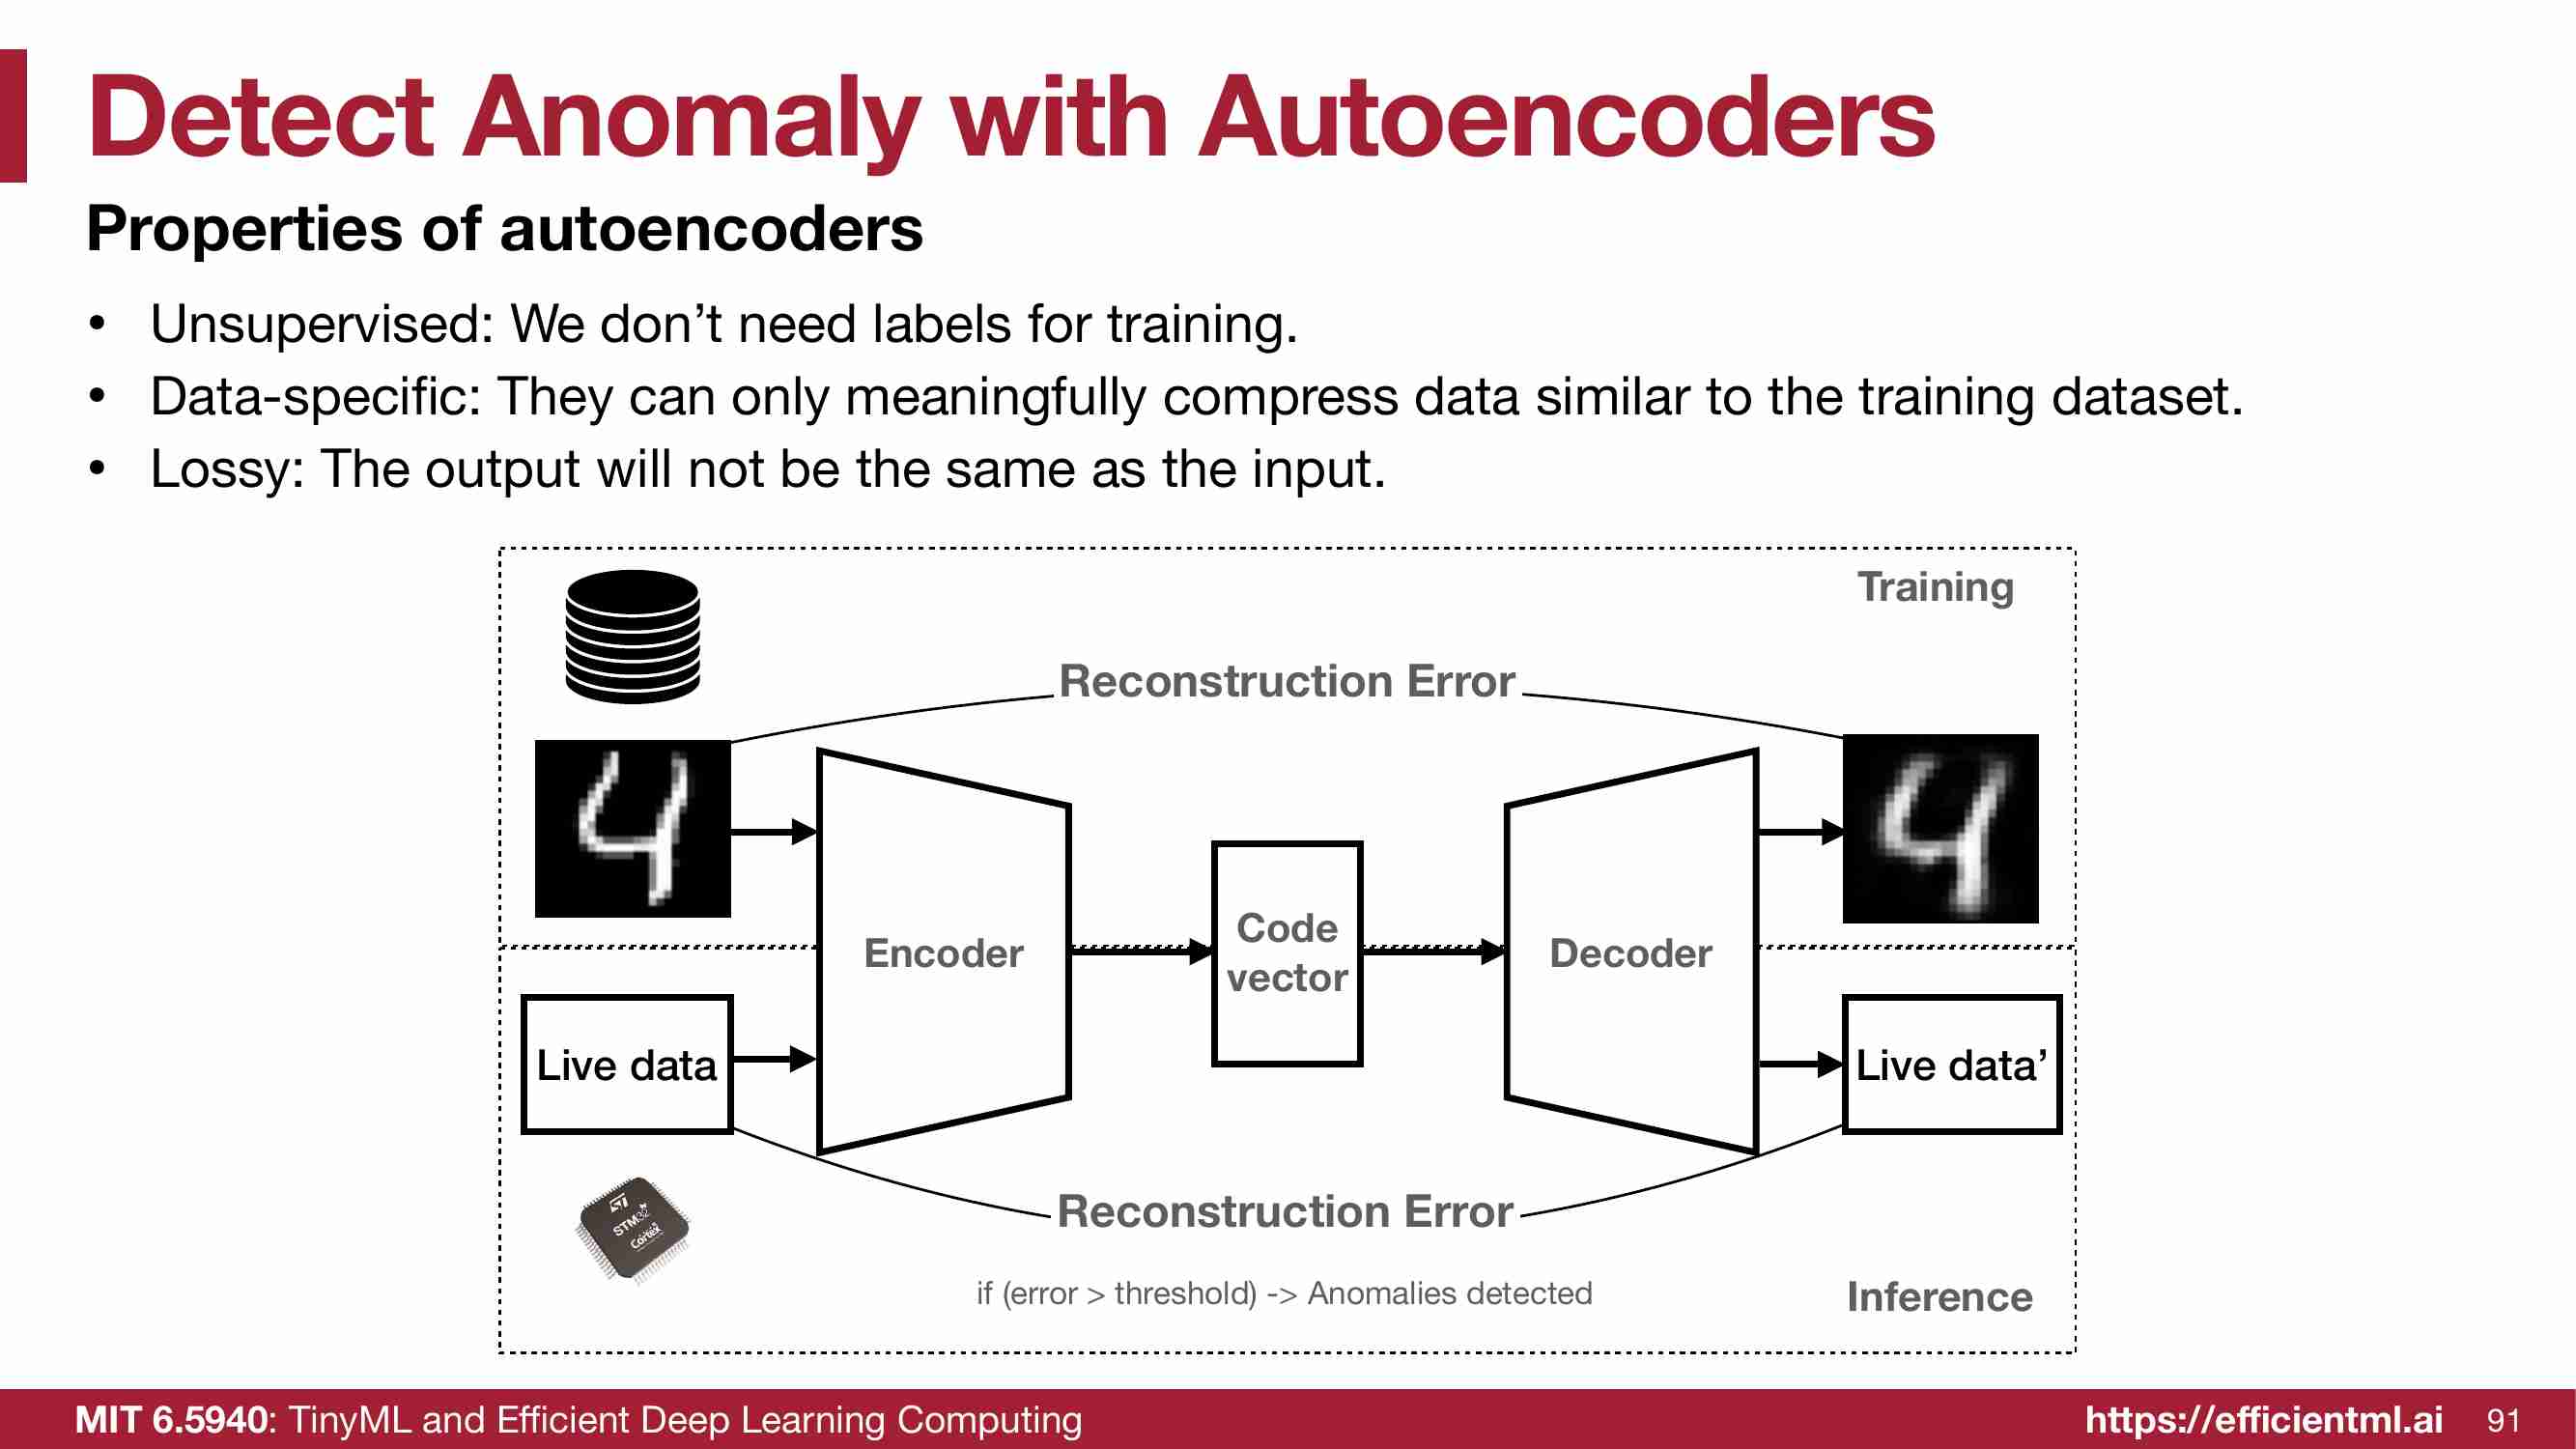 Detect Anomaly with Autoencoders
Properties of autoencoders
• Unsupervised: We don’t need labels for training.
• Data-specific: They can only meaningfully compress data similar to the training dataset.
• Lossy: The output will not be the same as the input.
Training
Reconstruction Error
Encoder
Code
vector
Decoder
Live data
Live data’
STM32
Cortex
Reconstruction Error
if (error > threshold) -> Anomalies detected
Inference
MIT 6.5940: TinyML and Efficient Deep Learning Computing
https://efficientml.ai
91